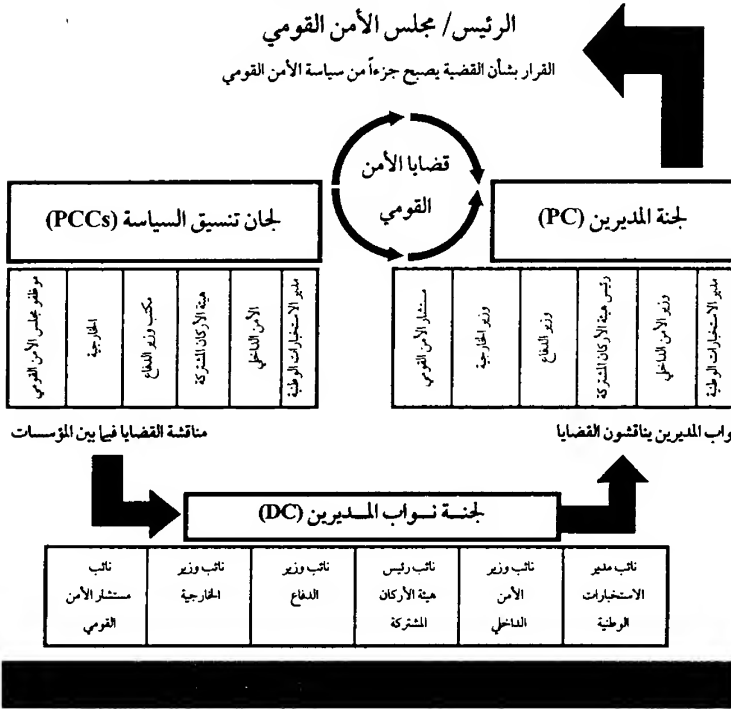 الرئيس/ مجلس الأمن القومي
القرار بشأن القضية يصبح جزءاً من سياسة الأمن القومي
قضايا الأمن
القومي
لجنة المديرين (PC)
لجان تنسيق السياسة (PCCs)
مدير الاستخبارات الوطنية
وزير الأمن الداخلي
رئيس هيئة الأركان المشتركة
وزير الدفاع
وزير الخارجية
مستشار الأمن القومي
مدير الاستخبارات الوطنية
الأمن الداخلي
هيئة الأركان المشتركة
مكتب وزير الدفاع
الخارجية
موظفو مجلس الأمن القومي
واب المديرين يناقشون القضايا
مناقشة القضايا فيما بين المؤسسات
لجنــة نــواب المــديرين (DC)
نائب مدير
الاستخبارات
الوطنية
نائب وزير
الأمن
الداخلي
نائب رئيس
هيئة الأركان
المشتركة
نائب وزير
الدفاع
نائب وزير
الخارجية
نائب
مستشار الأمن
القومي